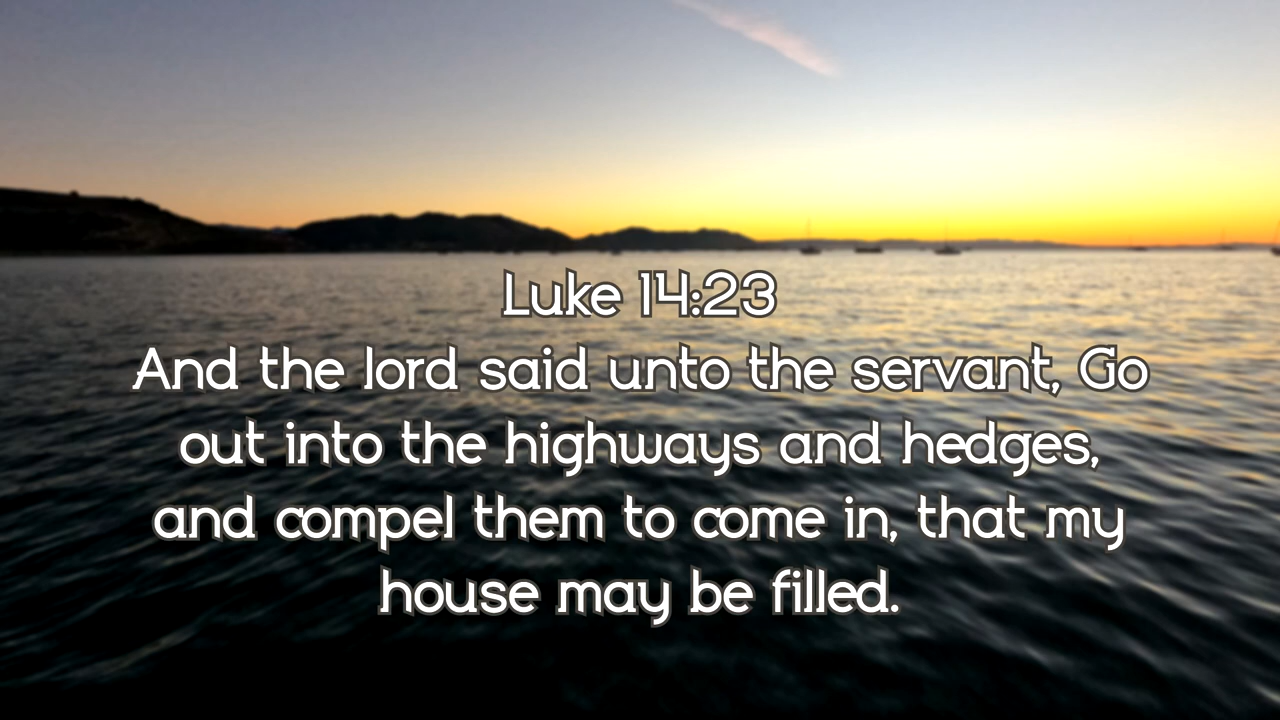 Luke 14:23
And the lord said unto the servant, Go
out into the highways and hedges,
and compel them to come in, that my
house may be filled.